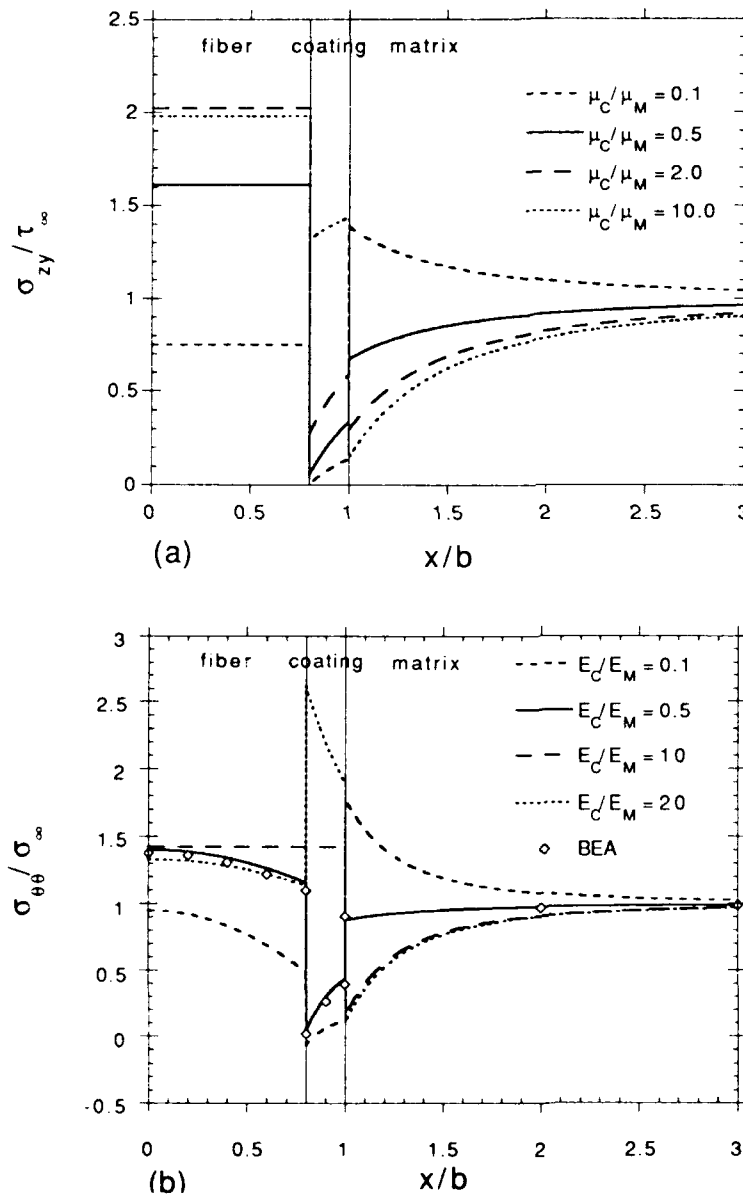 2.5
fiber coating matrix
μC/μM = 0.1
μC/μM = 0.5
μC/μM = 2.0
μC/μM = 10.0
2
1.5
1
0.5
0
σzy/τ∞
0 0.5 1 1.5 2 2.5 3
(a) x/b
3
fiber coating matrix
EC/EM = 0.1
EC/EM = 0.5
EC/EM = 10
EC/EM = 20
BEA
2.5
2
1.5
1
0.5
0
-0.5
σθθ/σ∞
0 0.5 1 1.5 2 2.5 3
(b) x/b